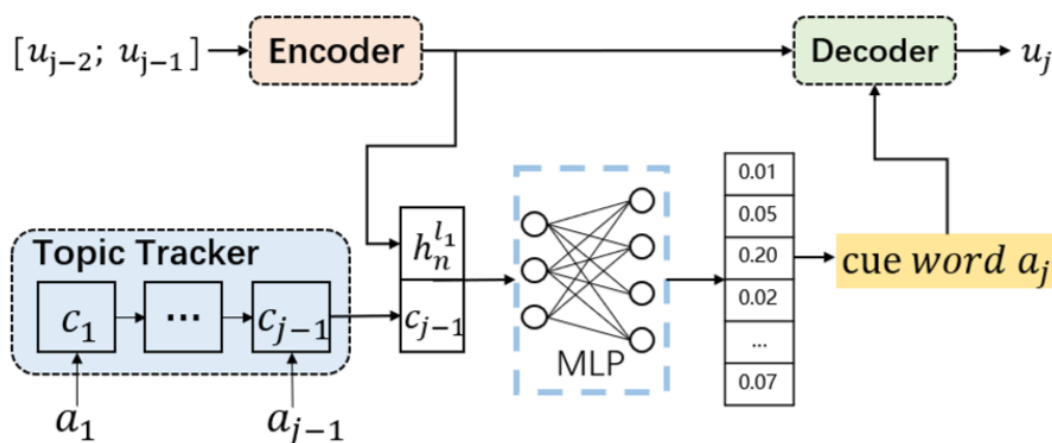 [u_{j-2}; u_{j-1}] Encoder Decoder u_j
Topic Tracker
c_1 ... c_{j-1}
a_1 a_{j-1}
h_n^{l_1}
c_{j-1}
MLP
0.01
0.05
0.20
0.02
...
0.07
cue word a_j